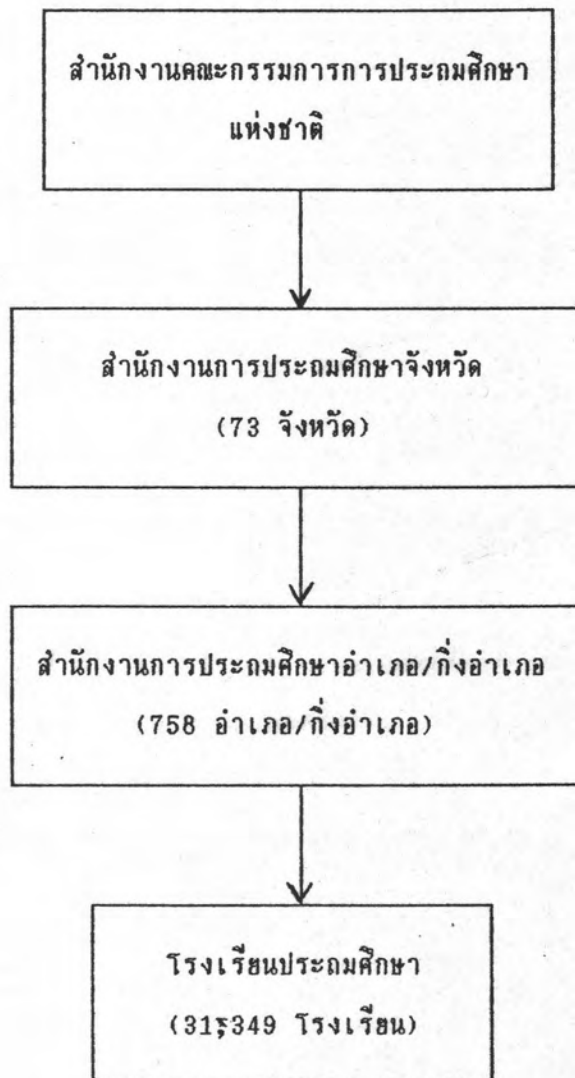 สำนักงานคณะกรรมการการประถมศึกษา
แห่งชาติ
สำนักงานการประถมศึกษาจังหวัด
(73 จังหวัด)
สำนักงานการประถมศึกษาอำเภอ/กิ่งอำเภอ
(758 อำเภอ/กิ่งอำเภอ)
โรงเรียนประถมศึกษา
(31,349 โรงเรียน)